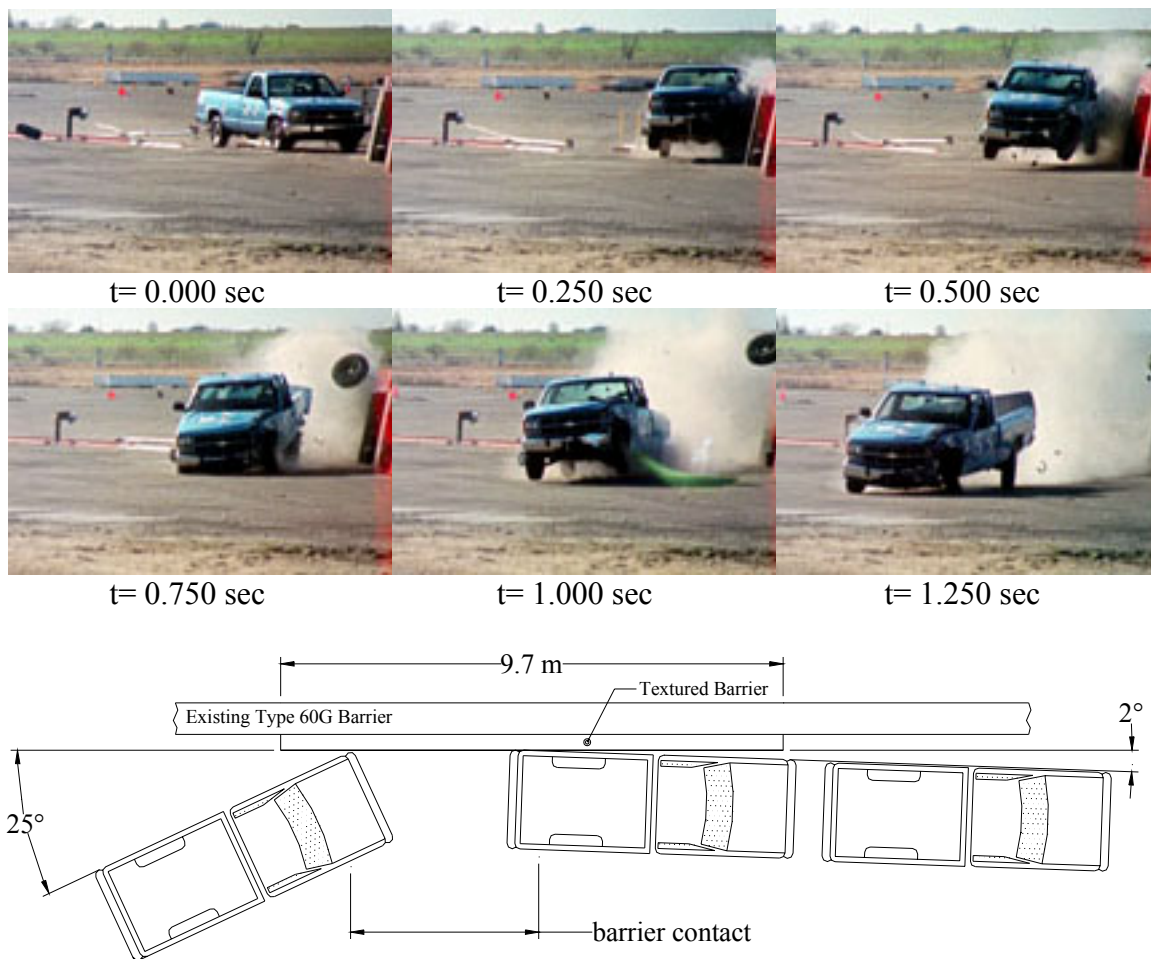 t= 0.000 sec
t= 0.250 sec
t= 0.500 sec
t= 0.750 sec
t= 1.000 sec
t= 1.250 sec
9.7 m
Textured Barrier
Existing Type 60G Barrier
2°
25°
barrier contact